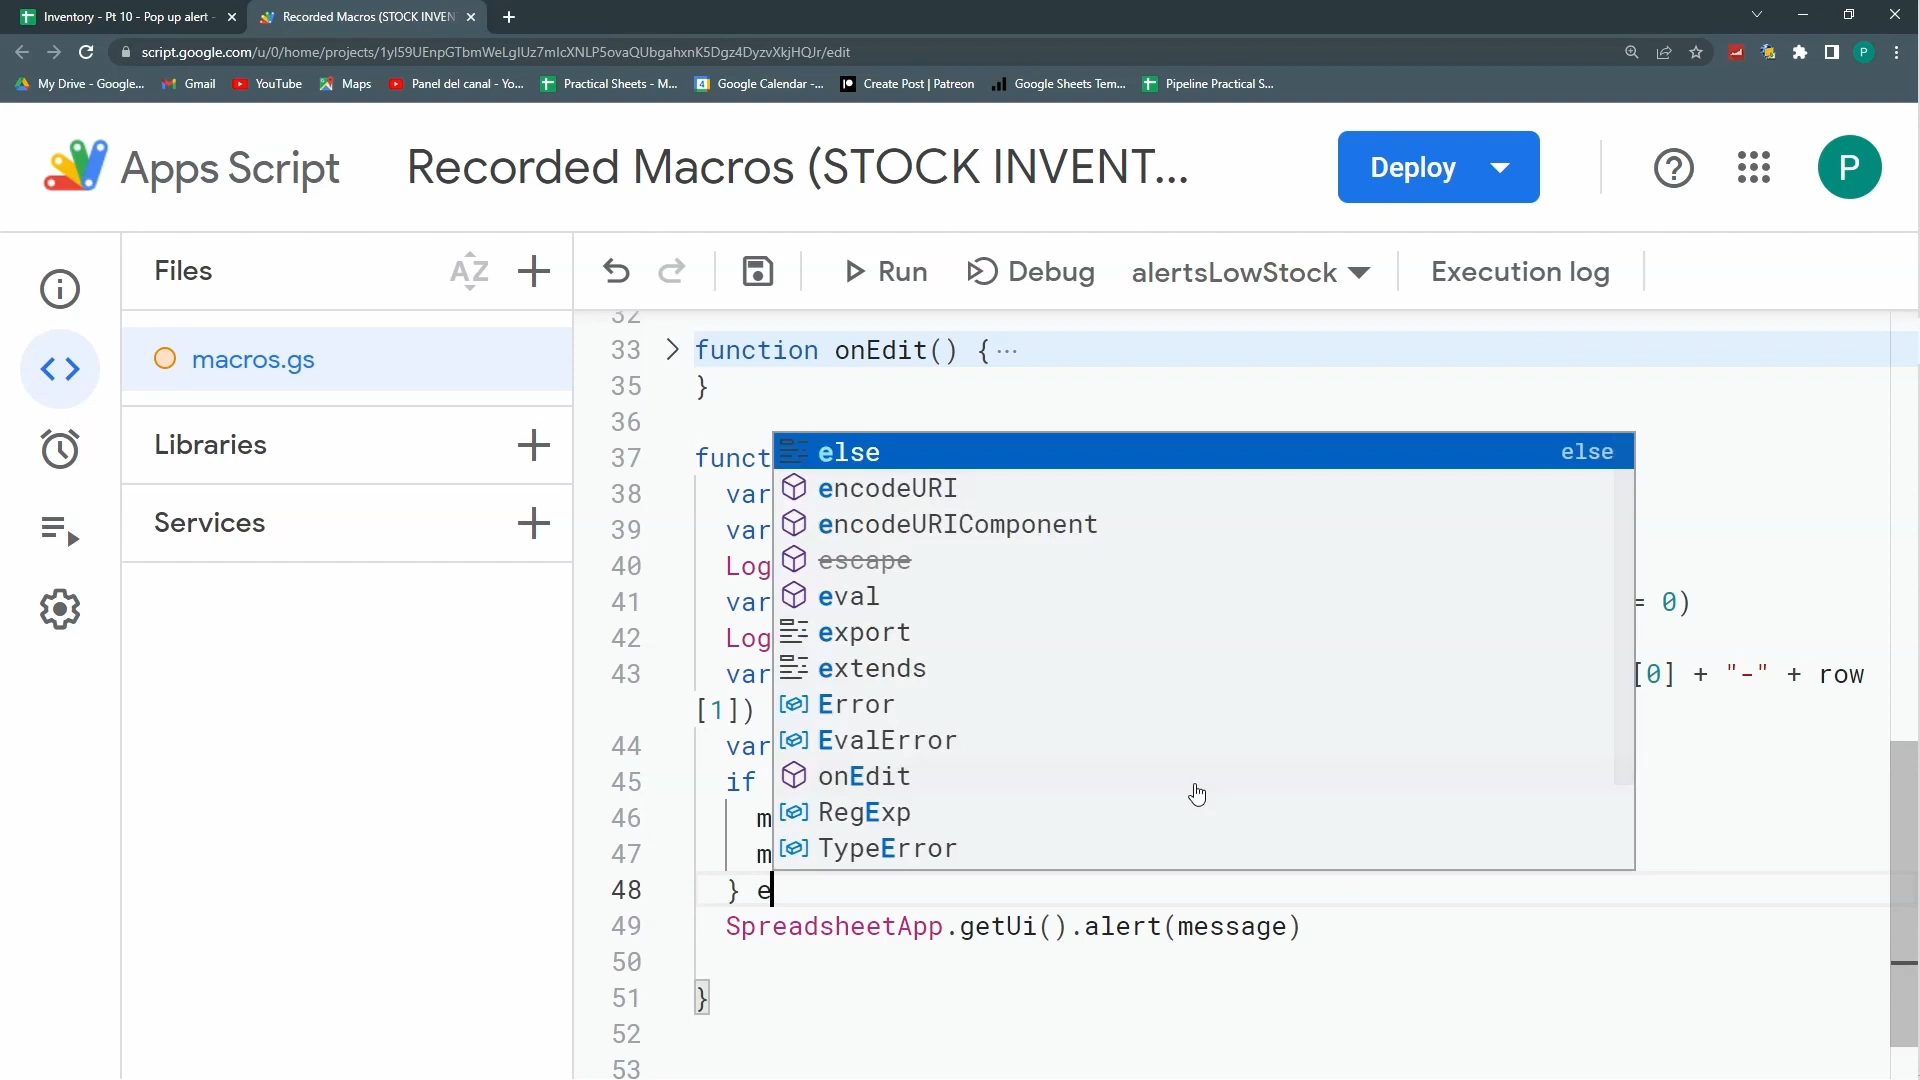 Inventory - Pt 10 - Pop up alert -
Recorded Macros (STOCK INVEN
script.google.com/u/0/home/projects/1yl59UEnpGTbmWeLgIUz7mIcXNLP5ovaQUbgahxnK5Dgz4DyzvXkjHQJr/edit
P
My Drive - Google...
Gmail
YouTube
Maps
Panel del canal - Yo...
Practical Sheets - M...
Google Calendar -...
Create Post | Patreon
Google Sheets Tem...
Pipeline Practical S...
Apps Script
Recorded Macros (STOCK INVENT...
Deploy
P
Files
AZ
Run
Debug
alertsLowStock
Execution log
macros.gs
Libraries
Services
32
33 function onEdit() { ...
35 }
36
37 funct
38 var
39 var
40 Log
41 var = 0)
42 Log
43 var [0] + "-" + row
[1])
44 var
45 if
46 m
47 m
48 } e
49 SpreadsheetApp.getUi().alert(message)
50
51 }
52
53
else else
encodeURI
encodeURIComponent
escape
eval
export
extends
Error
EvalError
onEdit
RegExp
TypeError